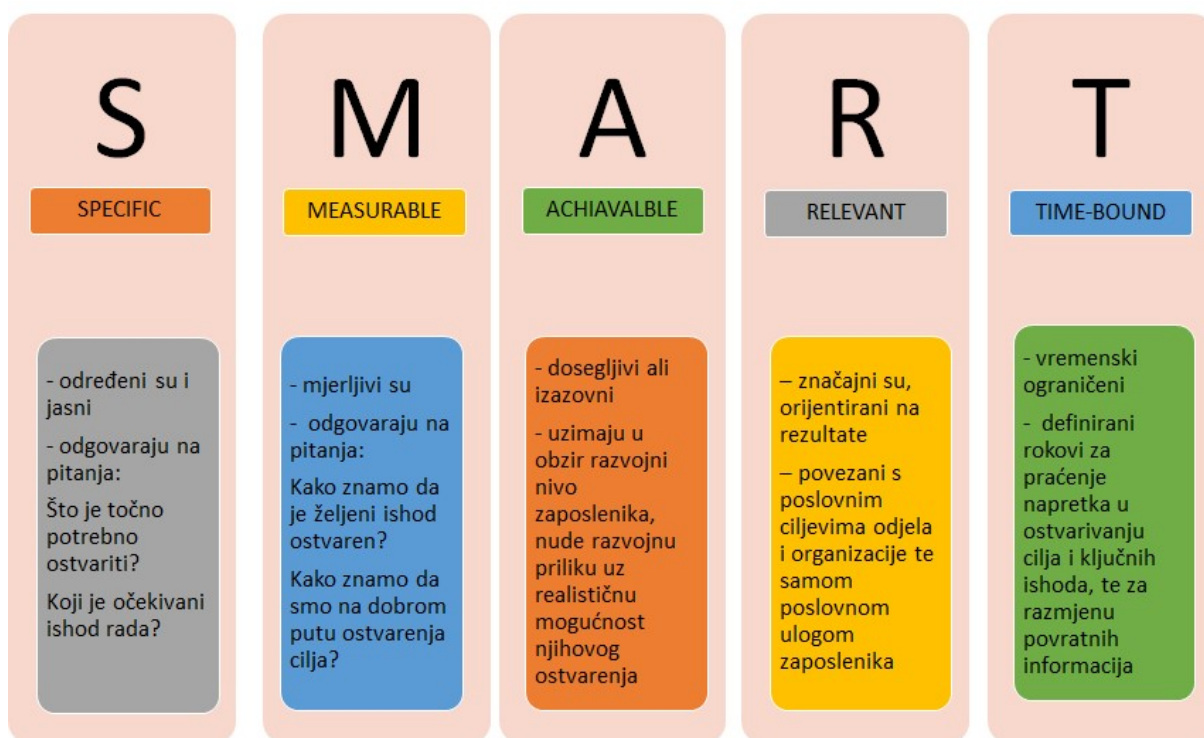 S
SPECIFIC
- određeni su i
jasni
- odgovaraju na
pitanja:
Što je točno
potrebno
ostvariti?
Koji je očekivani
ishod rada?
M
MEASURABLE
- mjerljivi su
- odgovaraju na
pitanja:
Kako znamo da
je željeni ishod
ostvaren?
Kako znamo da
smo na dobrom
putu ostvarenja
cilja?
A
ACHIAVALBLE
- dosegljivi ali
izazovni
- uzimaju u
obzir razvojni
nivo
zaposlenika,
nude razvojnu
priliku uz
realističnu
mogućnost
njihovog
ostvarenja
R
RELEVANT
– značajni su,
orijentirani na
rezultate
– povezani s
poslovnim
ciljevima odjela
i organizacije te
samom
poslovnom
ulogom
zaposlenika
T
TIME-BOUND
- vremenski
ograničeni
- definirani
rokovi za
praćenje
napretka u
ostvarivanju
cilja i ključnih
ishoda, te za
razmjenu
povratnih
informacija